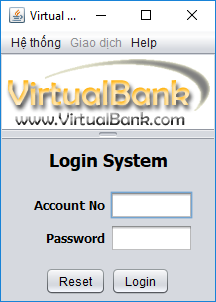 Virtual ...
Hệ thống Giao dịch Help
VirtualBank
www.VirtualBank.com
Login System
Account No
Password
Reset Login